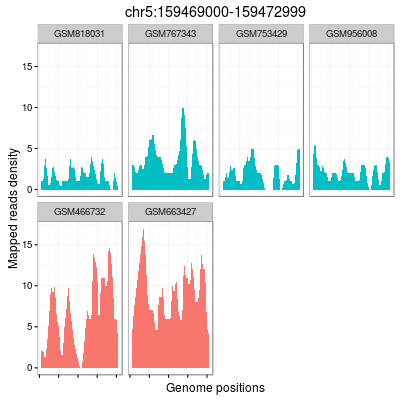 chr5:159469000-159472999
GSM818031 GSM767343 GSM753429 GSM956008
15
10
5
0
GSM466732 GSM663427
15
10
5
0
Mapped reads density
Genome positions